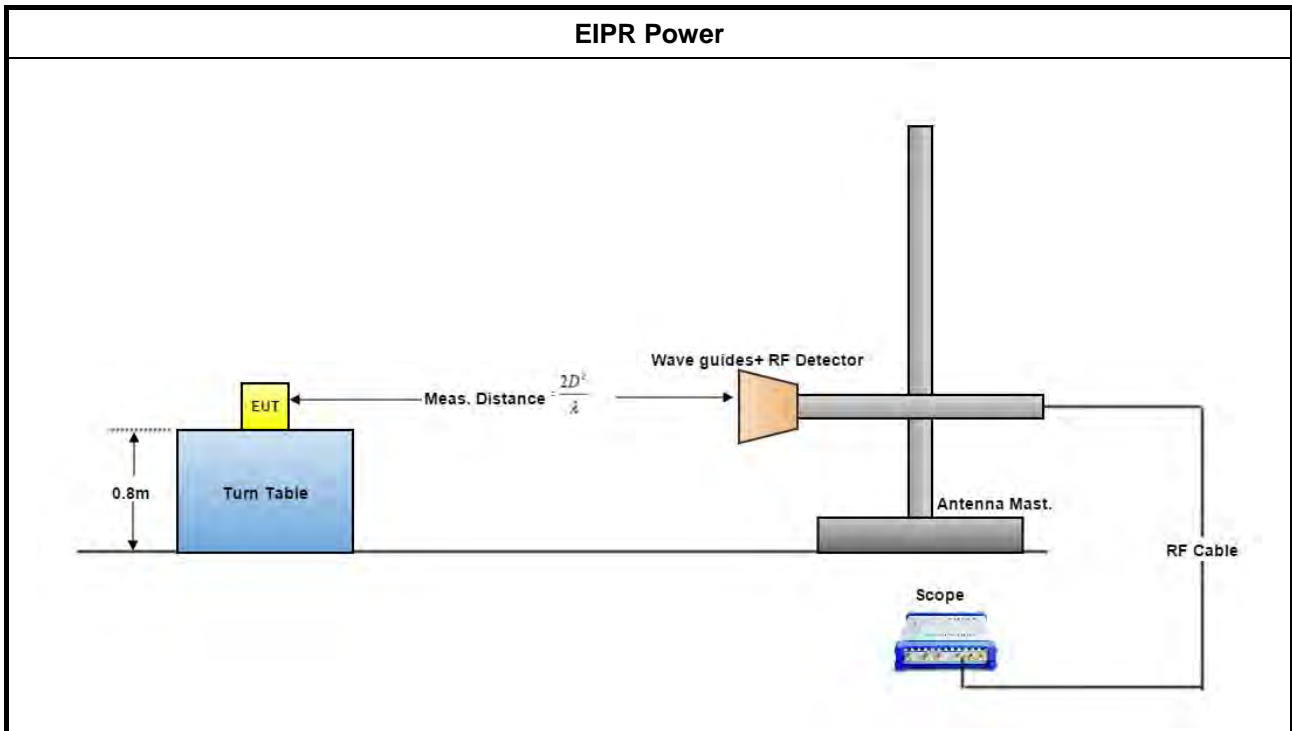 EIPR Power
Wave guides+ RF Detector
EUT
Meas. Distance = 2D²/λ
0.8m
Turn Table
Antenna Mast.
RF Cable
Scope